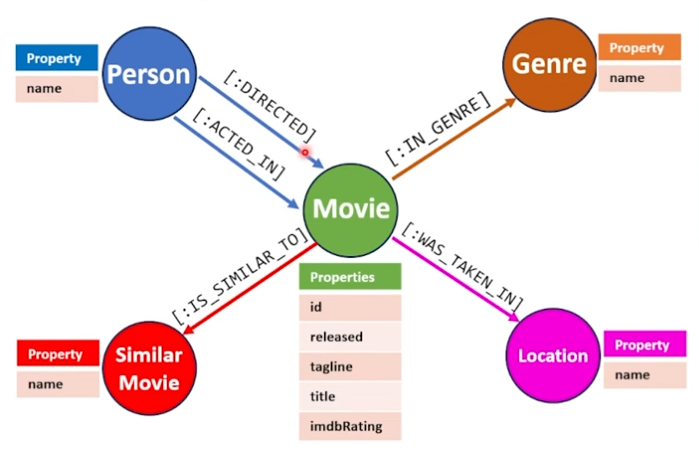 Property
name
Person
[:DIRECTED]
[:ACTED_IN]
Genre
Property
name
[:IN_GENRE]
Movie
[:IS_SIMILAR_TO]
[:WAS_TAKEN_IN]
Properties
id
released
tagline
title
imdbRating
Property
name
Similar
Movie
Location
Property
name